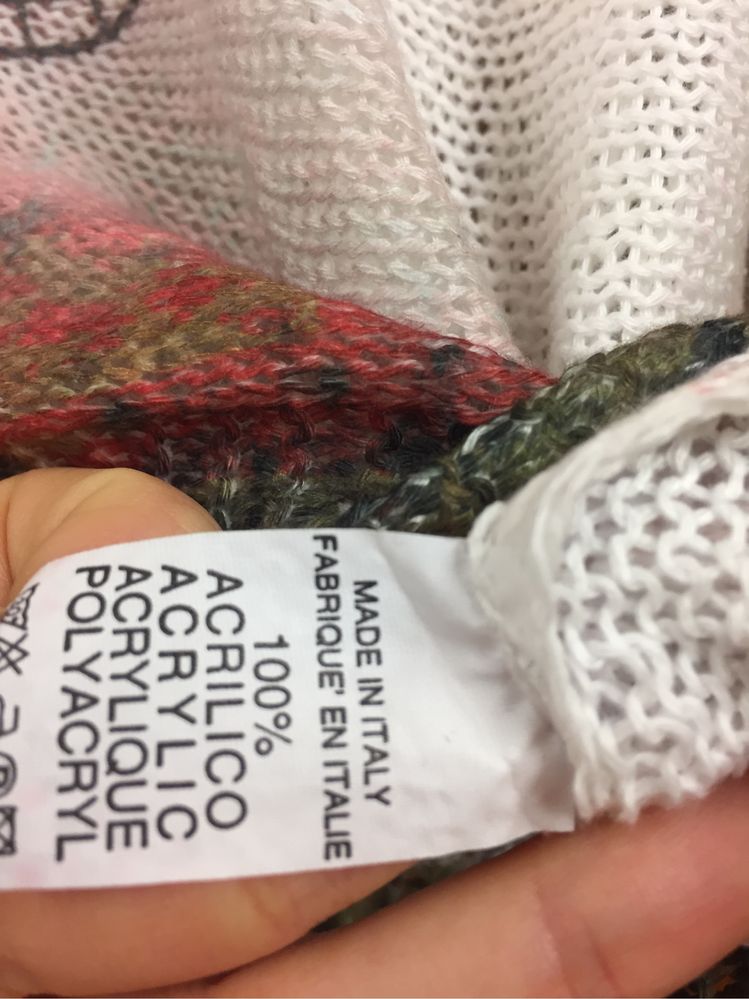 MADE IN ITALY
FABRIQUE' EN ITALIE
100%
ACRILICO
ACRYLIC
ACRYLIQUE
POLYACRYL
P